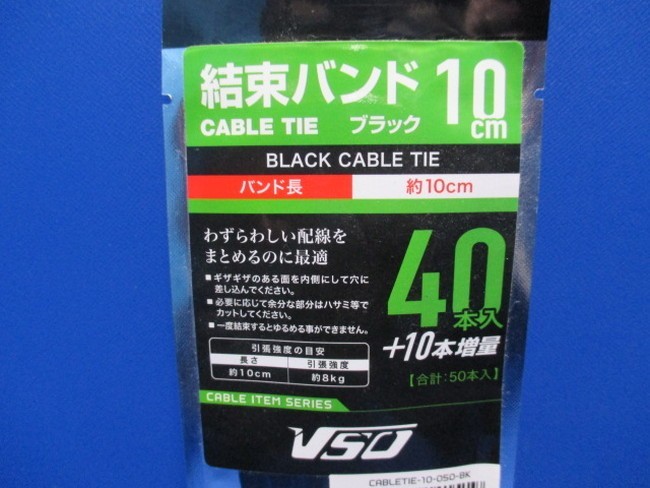 結束バンド 10cm
CABLE TIE ブラック
BLACK CABLE TIE
バンド長 約10cm
わずらわしい配線を
まとめるのに最適
■ギザギザのある面を内側にして穴に
差し込んでください。
■必要に応じて余分な部分はハサミ等で
カットしてください。
■一度結束するとゆるめる事ができません。
40本入
+10本増量
【合計:50本入】
引張強度の目安
長さ 引張強度
約10cm 約8kg
CABLE ITEM SERIES
VSO
CABLETIE-10-050-BK